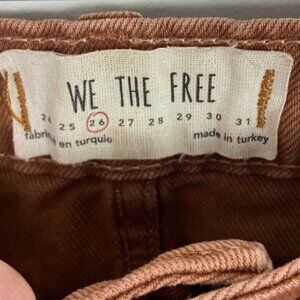 WE THE FREE
24 25 26 27 28 29 30 31
fabriqué en turquie made in turkey